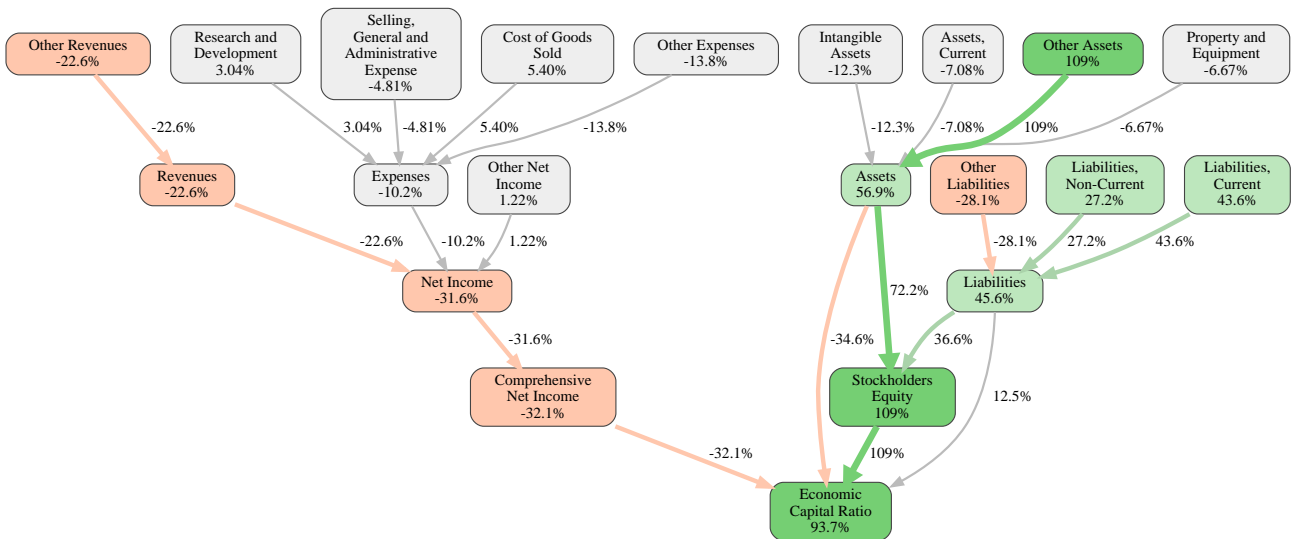 Other Revenues
-22.6%
Research and
Development
3.04%
Selling,
General and
Administrative
Expense
-4.81%
Cost of Goods
Sold
5.40%
Other Expenses
-13.8%
Intangible
Assets
-12.3%
Assets,
Current
-7.08%
Other Assets
109%
Property and
Equipment
-6.67%
-22.6%
3.04%
-4.81%
5.40%
-13.8%
-12.3%
-7.08%
109%
-6.67%
Revenues
-22.6%
Expenses
-10.2%
Other Net
Income
1.22%
Assets
56.9%
Other
Liabilities
-28.1%
Liabilities,
Non-Current
27.2%
Liabilities,
Current
43.6%
-22.6%
-10.2%
1.22%
-28.1%
27.2%
43.6%
Net Income
-31.6%
72.2%
Liabilities
45.6%
-31.6%
-34.6%
36.6%
Comprehensive
Net Income
-32.1%
Stockholders
Equity
109%
12.5%
-32.1%
109%
Economic
Capital Ratio
93.7%